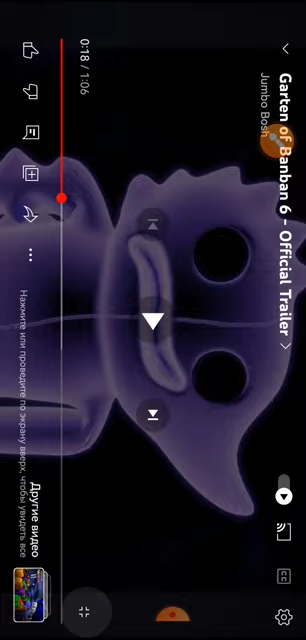 Garten of Banban 6 - Official Trailer
Jumbo Bosh
CC
0:18 / 1:06
Другие видео
Нажмите или проведите по экрану вверх, чтобы увидеть все